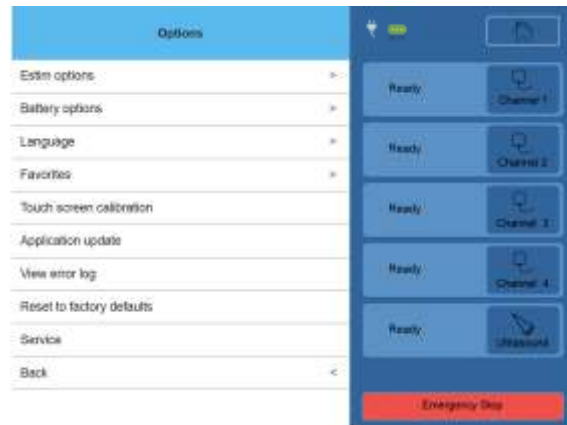 Options
Estim options
Battery options
Language
Favorites
Touch screen calibration
Application update
View error log
Reset to factory defaults
Service
Back
Ready
Channel 1
Ready
Channel 2
Ready
Channel 3
Ready
Channel 4
Ready
Ultrasound
Emergency Stop